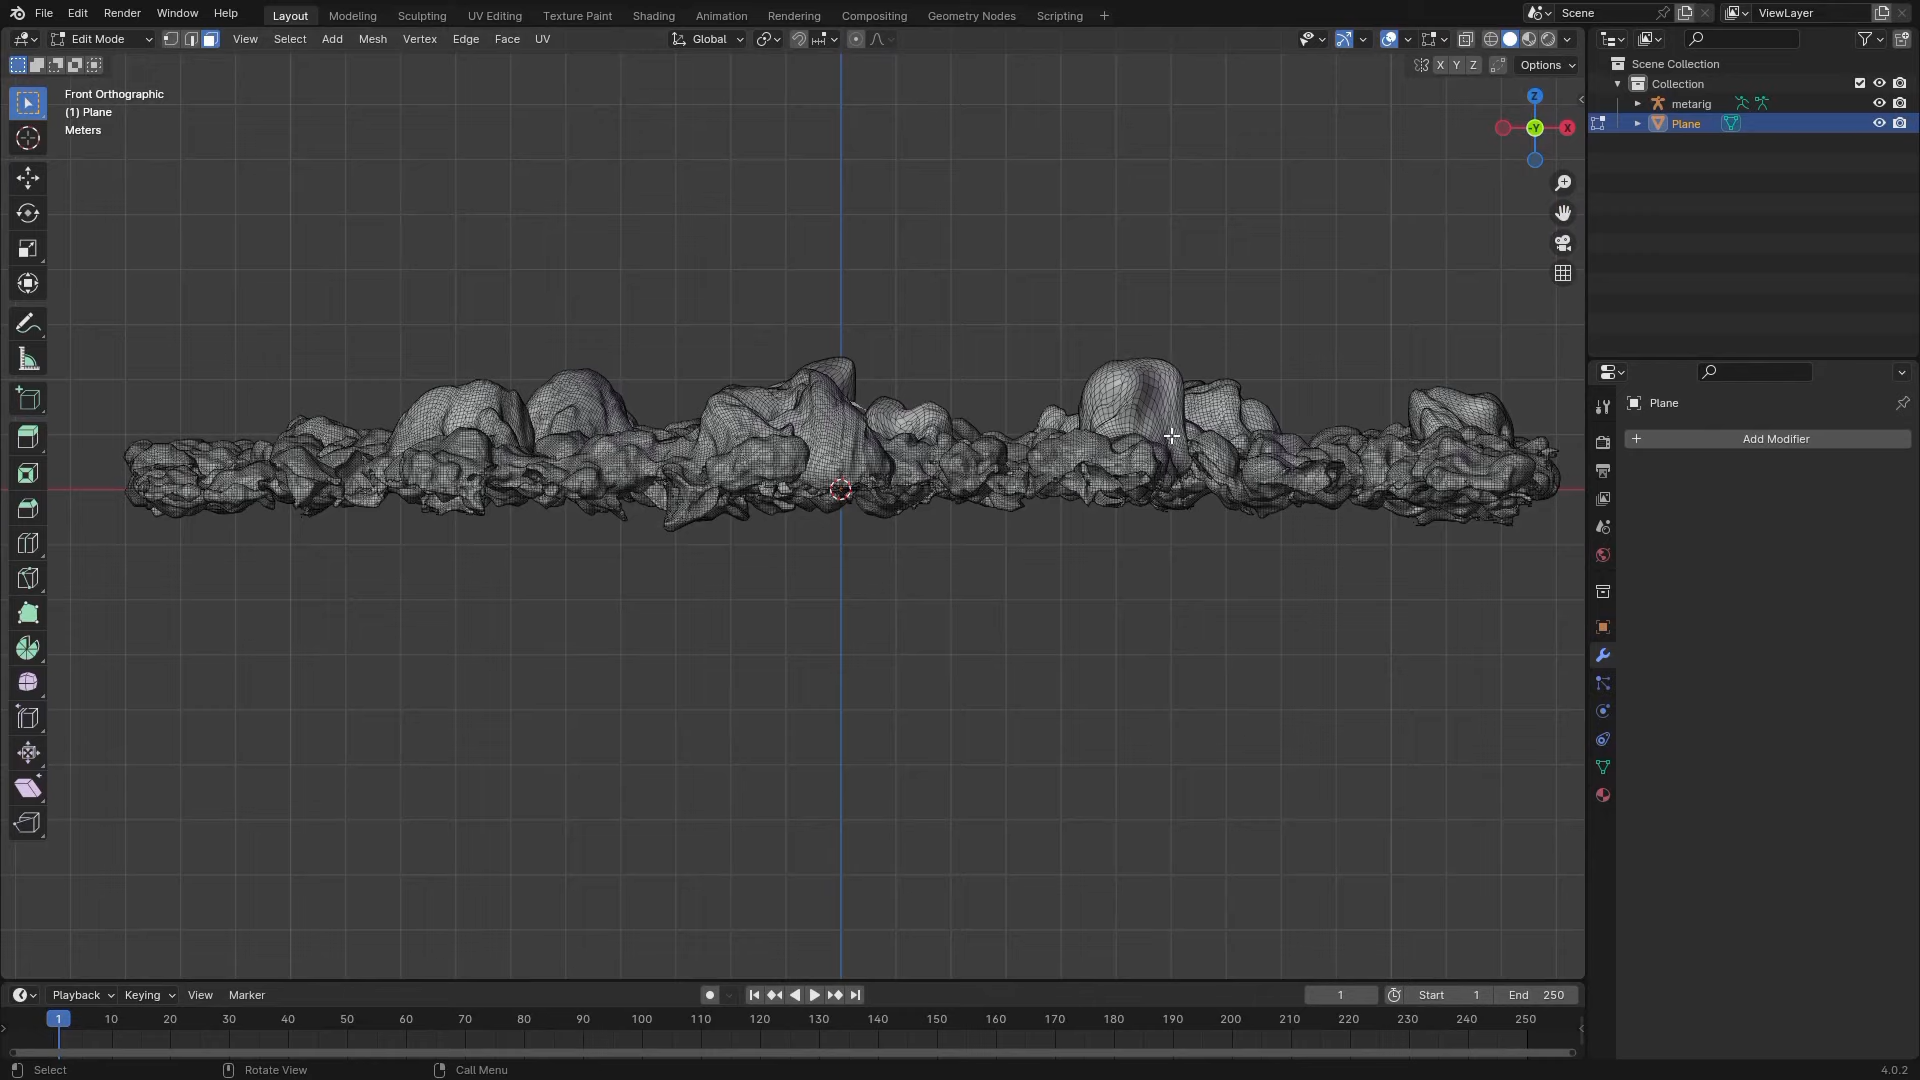 File Edit Render Window Help Layout Modeling Sculpting UV Editing Texture Paint Shading Animation Rendering Compositing Geometry Nodes Scripting + Scene ViewLayer
Edit Mode View Select Add Mesh Vertex Edge Face UV Global
X Y Z Options
Front Orthographic
(1) Plane
Meters
Z
-Y X
Scene Collection
Collection
metarig
Plane
Plane
Add Modifier
Playback Keying View Marker 1 Start 1 End 250
1 10 20 30 40 50 60 70 80 90 100 110 120 130 140 150 160 170 180 190 200 210 220 230 240 250
Select Rotate View Call Menu 4.0.2